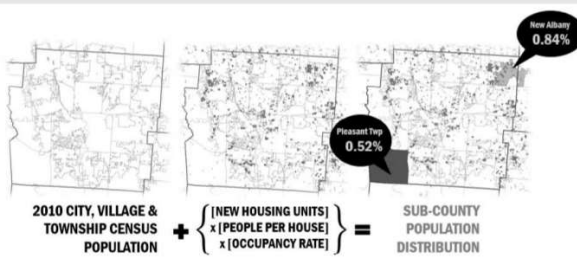 New Albany
0.84%
Pleasant Twp
0.52%
2010 CITY, VILLAGE &
TOWNSHIP CENSUS
POPULATION
+
[NEW HOUSING UNITS]
x [PEOPLE PER HOUSE]
x [OCCUPANCY RATE]
=
SUB-COUNTY
POPULATION
DISTRIBUTION